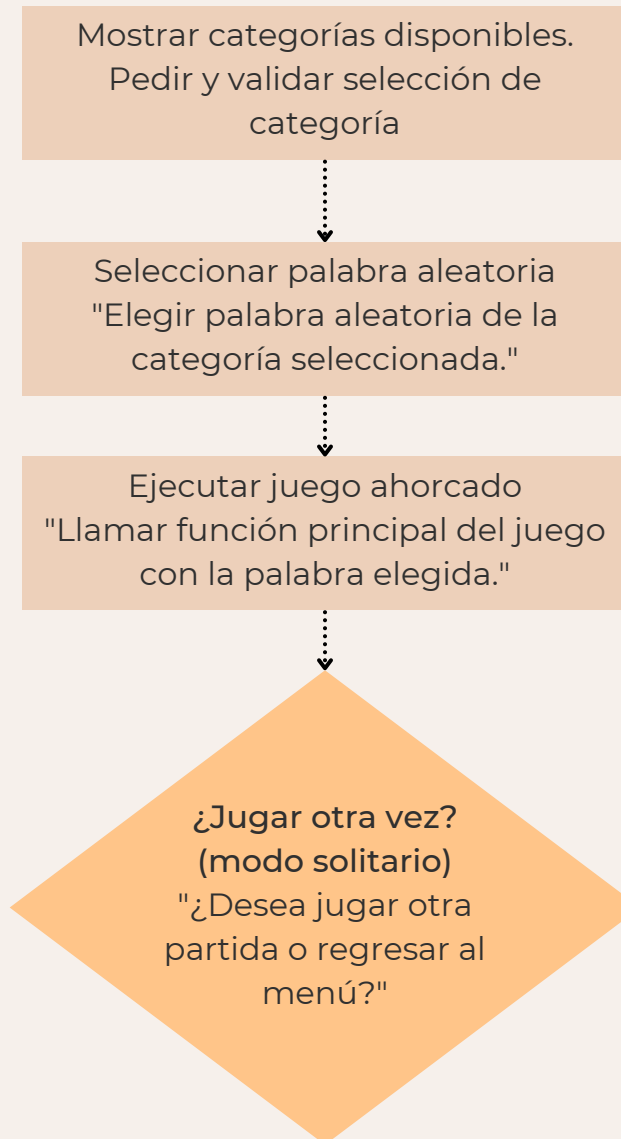 Mostrar categorías disponibles.
Pedir y validar selección de
categoría
Seleccionar palabra aleatoria
"Elegir palabra aleatoria de la
categoría seleccionada."
Ejecutar juego ahorcado
"Llamar función principal del juego
con la palabra elegida."
¿Jugar otra vez?
(modo solitario)
"¿Desea jugar otra
partida o regresar al
menú?"